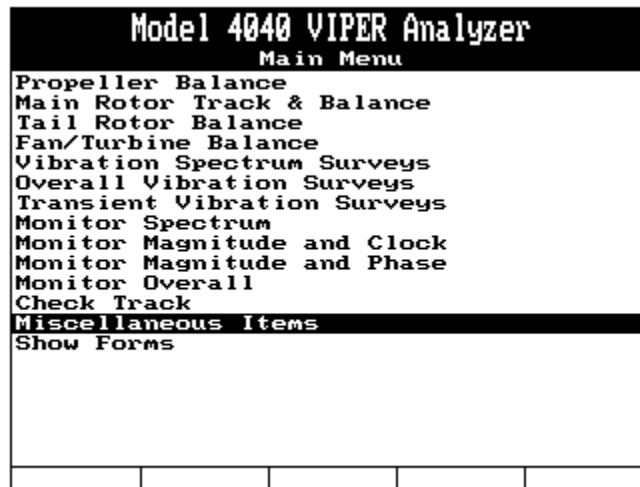 Model 4040 VIPER Analyzer
Main Menu
Propeller Balance
Main Rotor Track & Balance
Tail Rotor Balance
Fan/Turbine Balance
Vibration Spectrum Surveys
Overall Vibration Surveys
Transient Vibration Surveys
Monitor Spectrum
Monitor Magnitude and Clock
Monitor Magnitude and Phase
Monitor Overall
Check Track
Miscellaneous Items
Show Forms